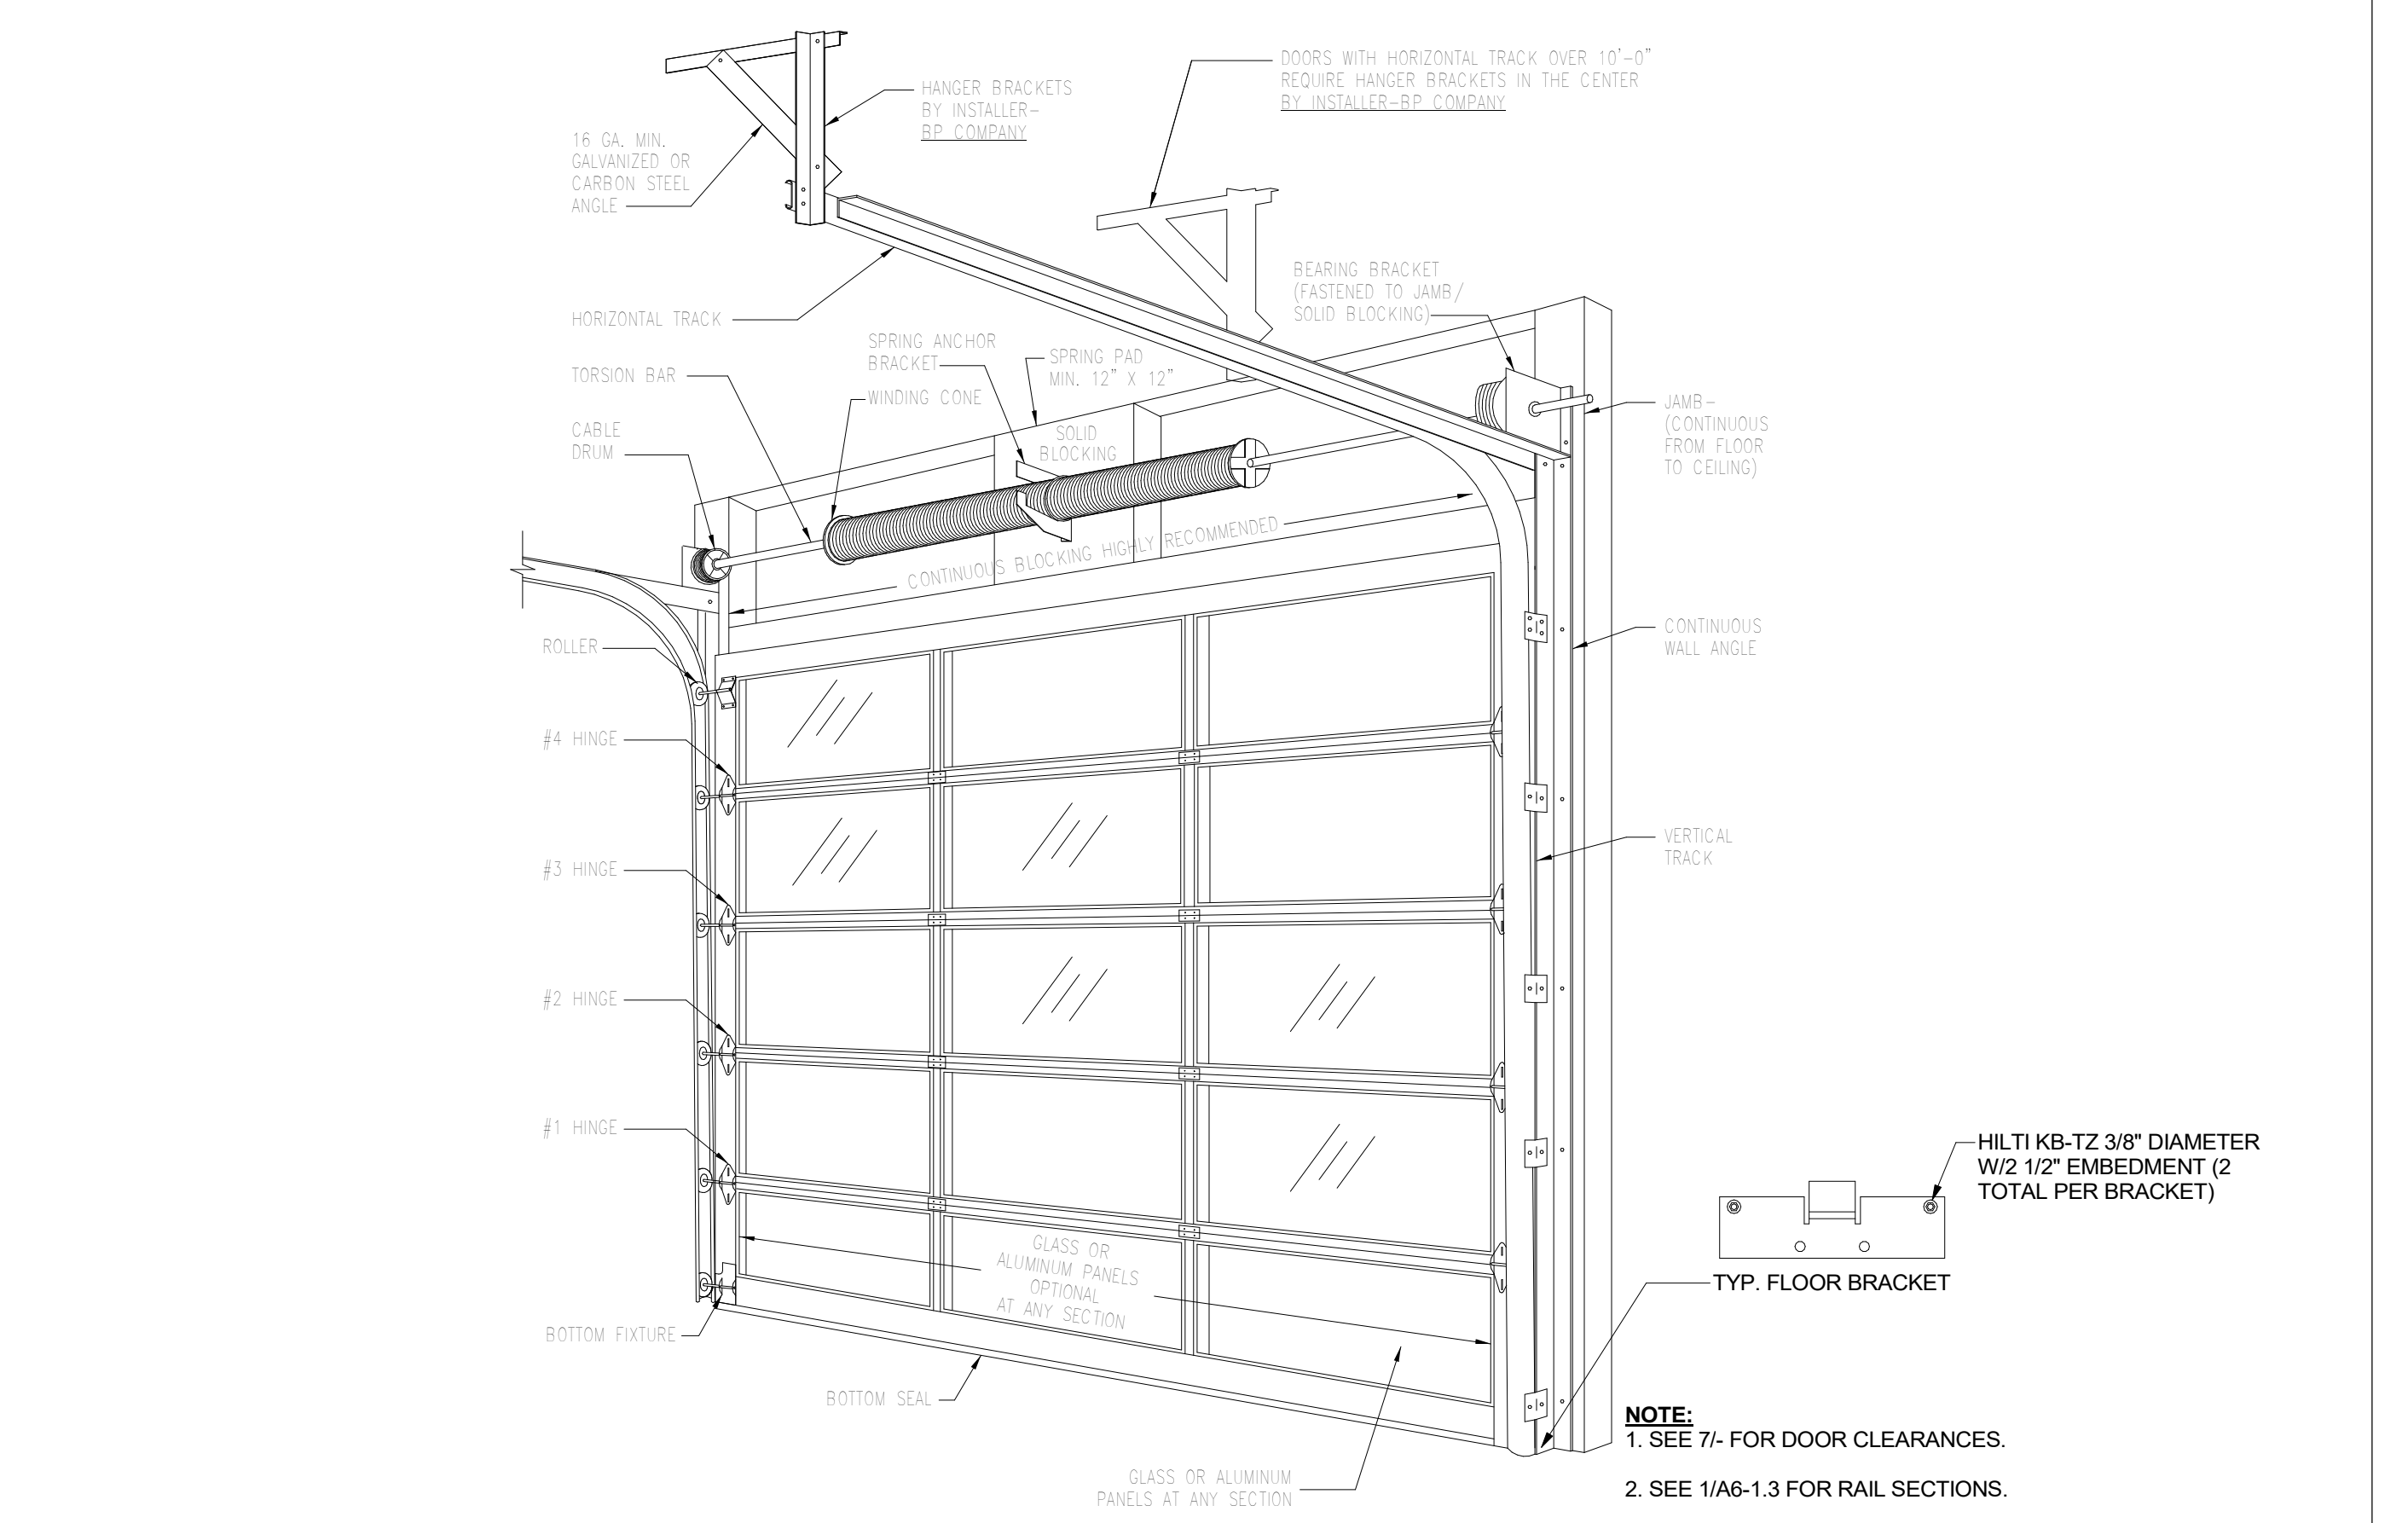 DOORS WITH HORIZONTAL TRACK OVER 10'-0"
REQUIRE HANGER BRACKETS IN THE CENTER
BY INSTALLER-BP COMPANY
HANGER BRACKETS
BY INSTALLER-
BP COMPANY
16 GA. MIN.
GALVANIZED OR
CARBON STEEL
ANGLE
BEARING BRACKET
(FASTENED TO JAMB/
SOLID BLOCKING)
HORIZONTAL TRACK
SPRING ANCHOR
BRACKET
SPRING PAD
MIN. 12" X 12"
TORSION BAR
WINDING CONE
JAMB-
(CONTINUOUS
FROM FLOOR
TO CEILING)
CABLE
DRUM
SOLID
BLOCKING
CONTINUOUS BLOCKING HIGHLY RECOMMENDED
ROLLER
CONTINUOUS
WALL ANGLE
#4 HINGE
VERTICAL
TRACK
#3 HINGE
#2 HINGE
#1 HINGE
HILTI KB-TZ 3/8" DIAMETER
W/2 1/2" EMBEDMENT (2
TOTAL PER BRACKET)
GLASS OR
ALUMINUM PANELS
OPTIONAL
AT ANY SECTION
TYP. FLOOR BRACKET
BOTTOM FIXTURE
BOTTOM SEAL
GLASS OR ALUMINUM
PANELS AT ANY SECTION
NOTE:
1. SEE 7/- FOR DOOR CLEARANCES.
2. SEE 1/A6-1.3 FOR RAIL SECTIONS.